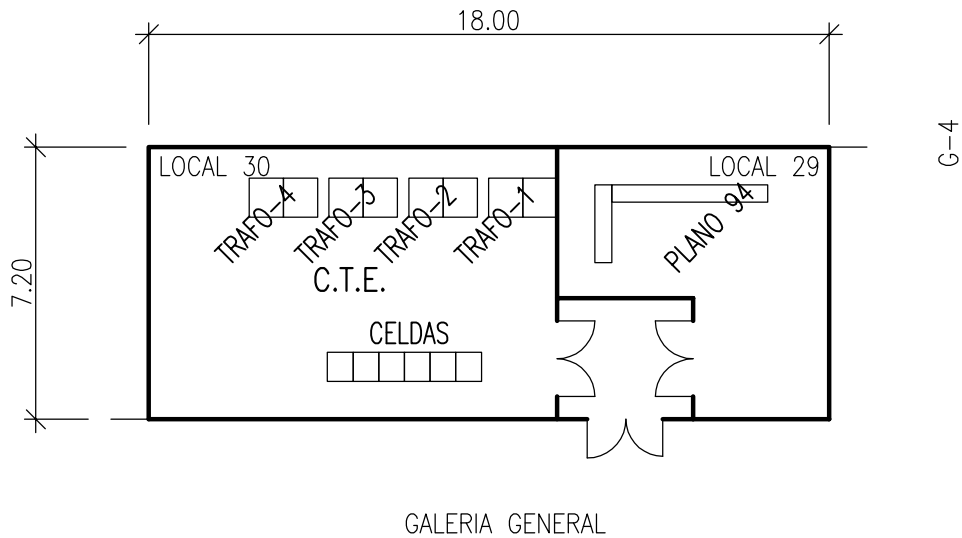 18.00
G-4
LOCAL 30
LOCAL 29
TRAFO-4
TRAFO-3
TRAFO-2
TRAFO-1
PLANO 94
7.20
C.T.E.
CELDAS
GALERIA GENERAL